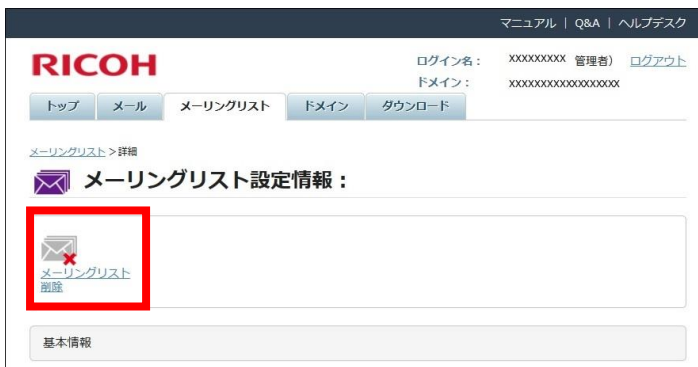 マニュアル | Q&A | ヘルプデスク
RICOH
ログイン名： XXXXXXXXX 管理者） ログアウト
ドメイン： XXXXXXXXXXXXXXXXXX
トップ メール メーリングリスト ドメイン ダウンロード
メーリングリスト＞詳細
メーリングリスト設定情報：
メーリングリスト
削除
基本情報